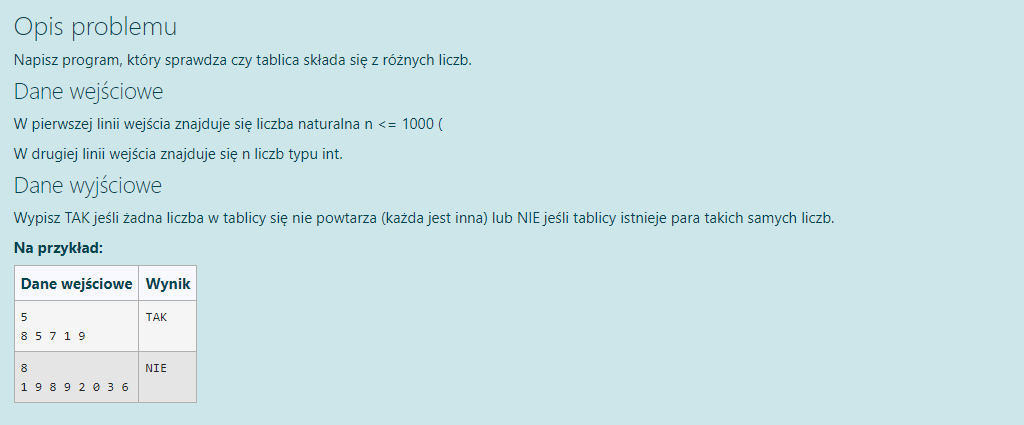 Opis problemu
Napisz program, który sprawdza czy tablica składa się z różnych liczb.
Dane wejściowe
W pierwszej linii wejścia znajduje się liczba naturalna n <= 1000 (
W drugiej linii wejścia znajduje się n liczb typu int.
Dane wyjściowe
Wypisz TAK jeśli żadna liczba w tablicy się nie powtarza (każda jest inna) lub NIE jeśli tablicy istnieje para takich samych liczb.
Na przykład:
Dane wejściowe Wynik
5 TAK
8 5 7 1 9
8 NIE
1 9 8 9 2 0 3 6